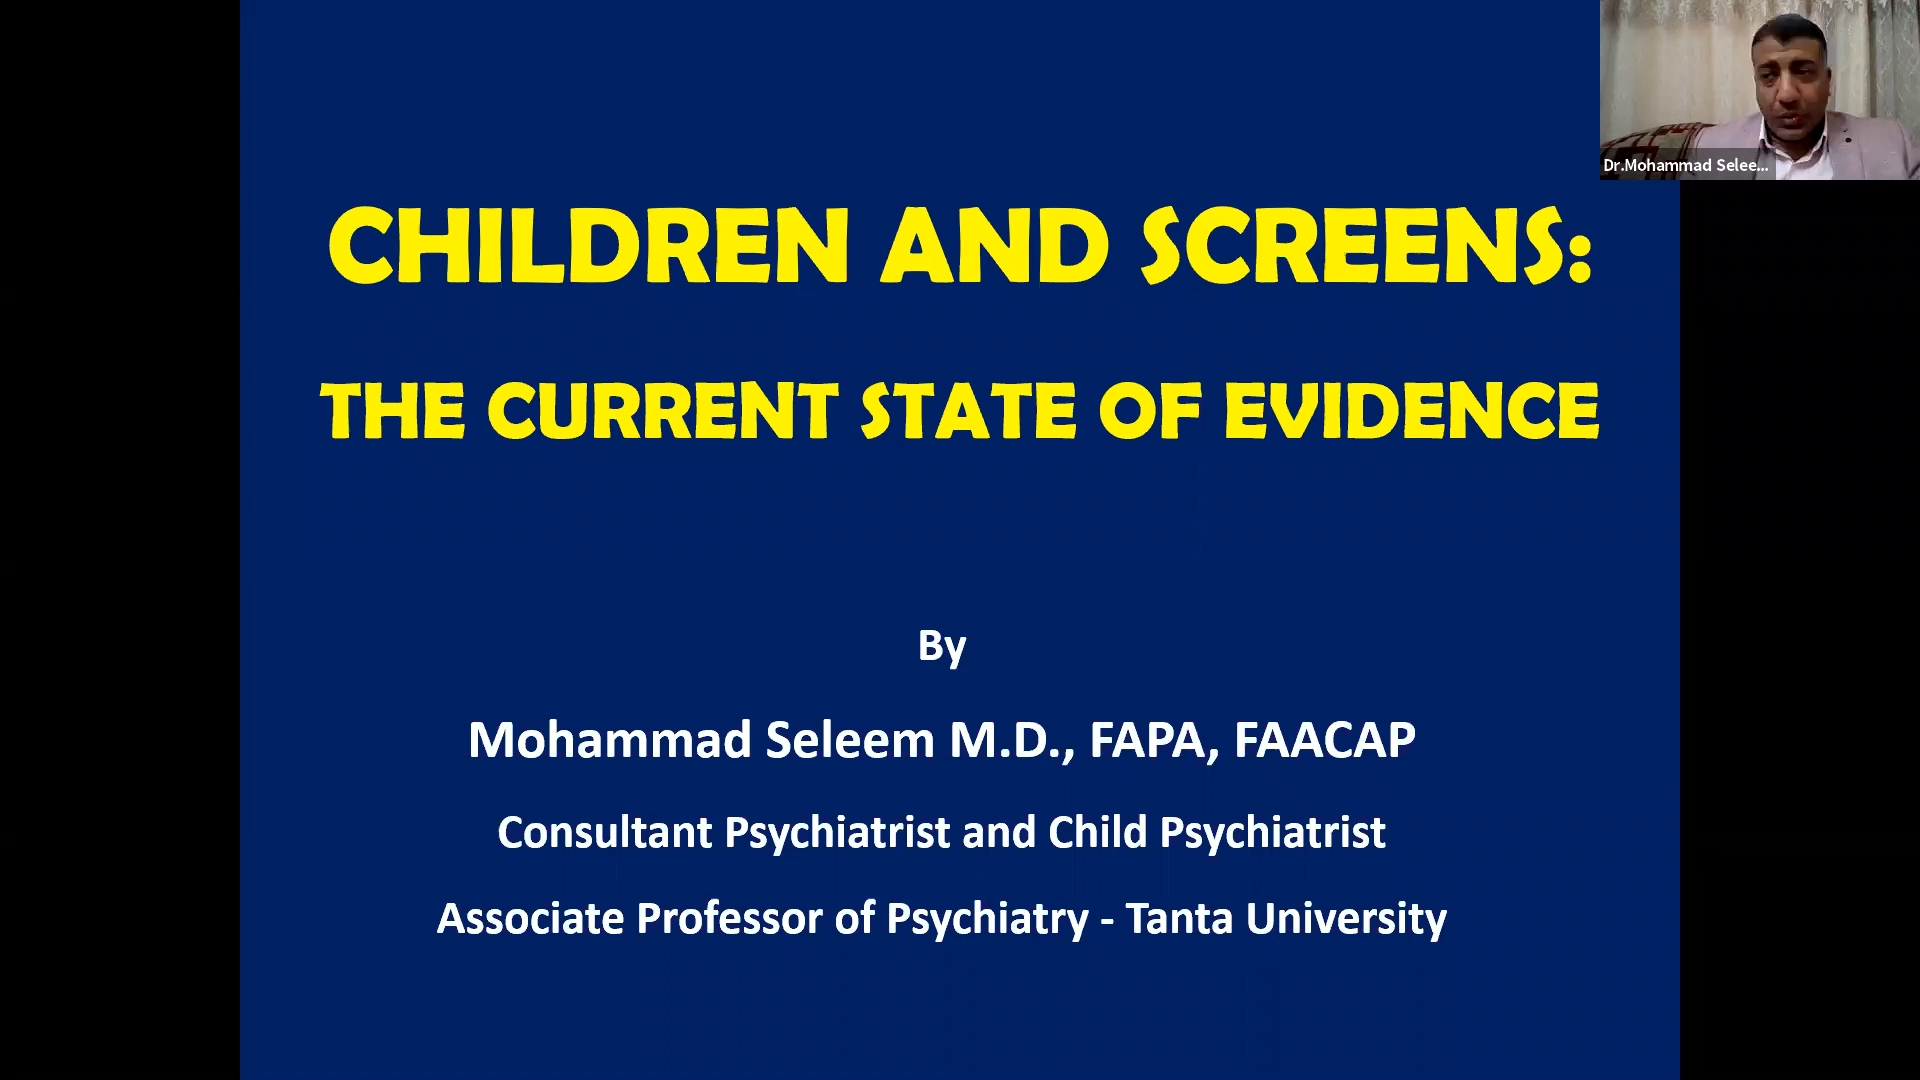 Dr.Mohammad Selee...
CHILDREN AND SCREENS:
THE CURRENT STATE OF EVIDENCE
By
Mohammad Seleem M.D., FAPA, FAACAP
Consultant Psychiatrist and Child Psychiatrist
Associate Professor of Psychiatry - Tanta University